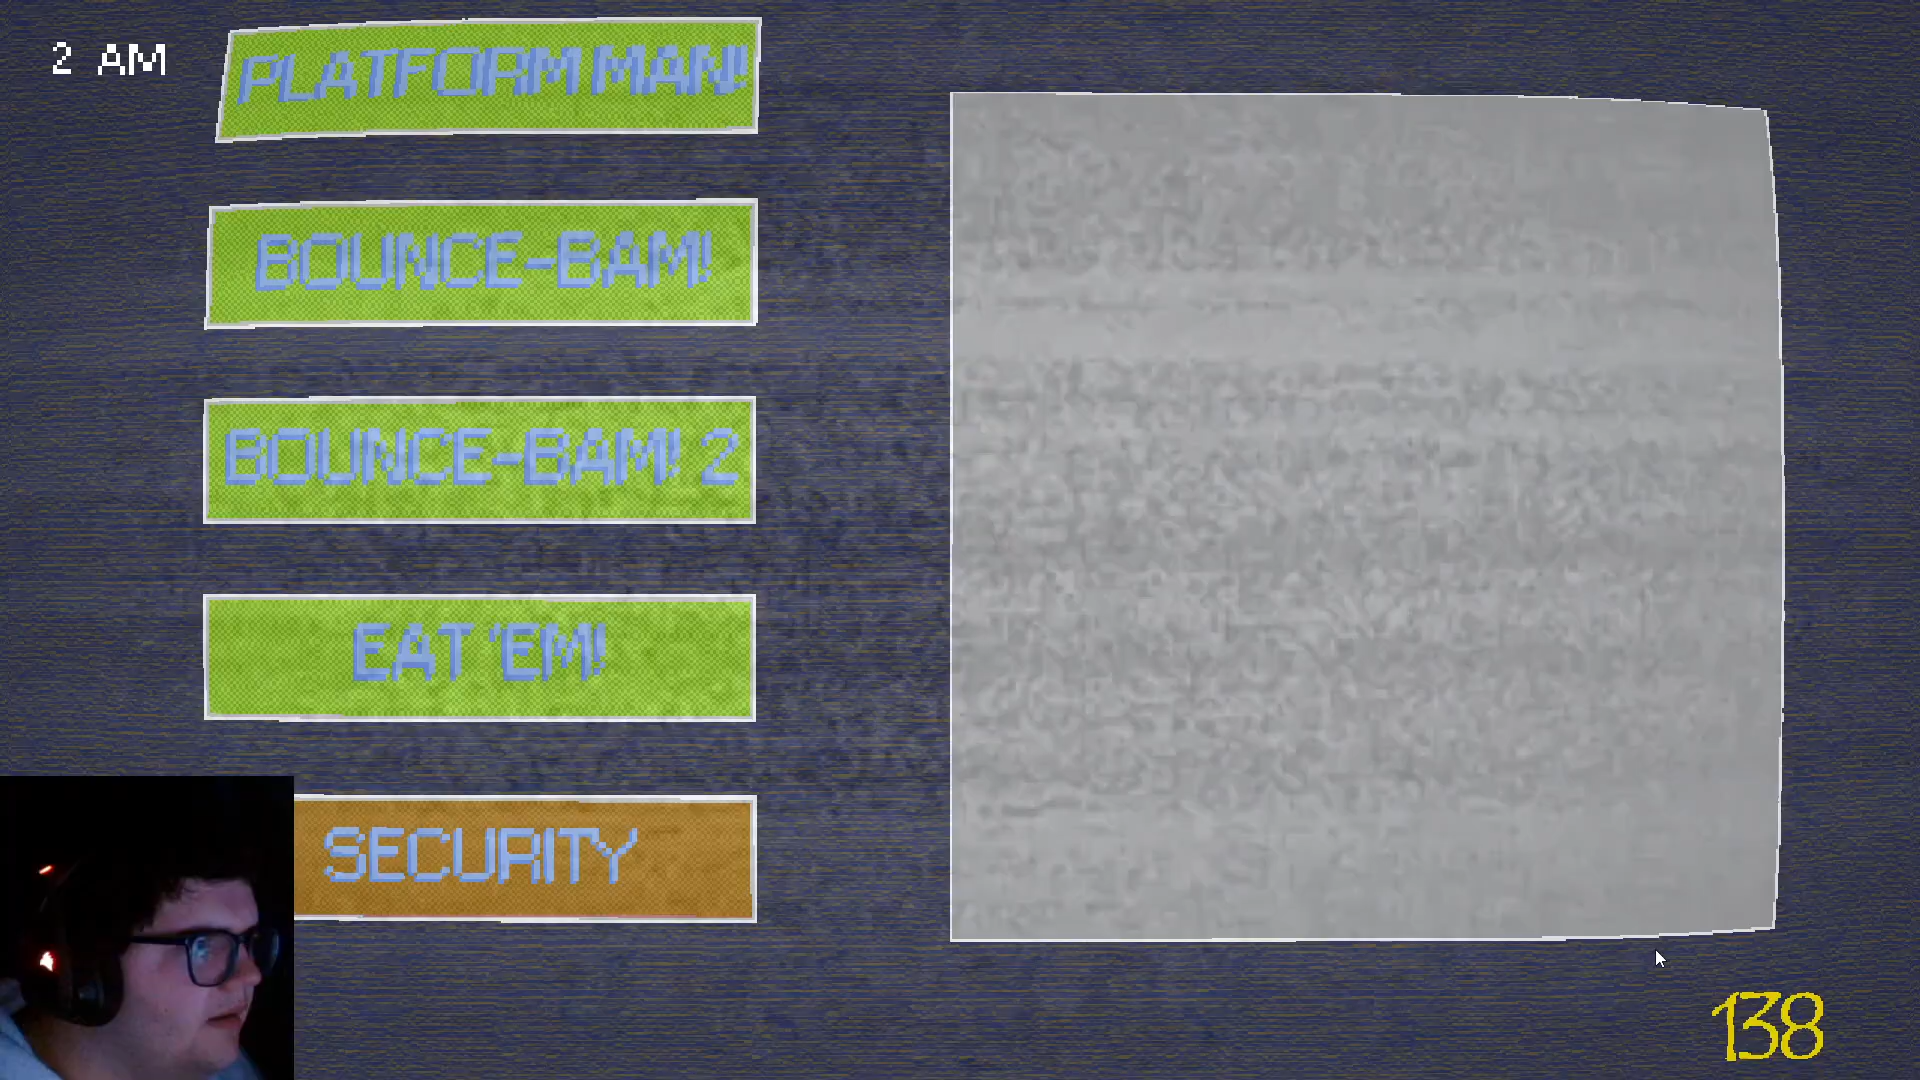 2 AM
PLATFORM MAN!
BOUNCE-BAM!
BOUNCE-BAM! 2
EAT 'EM!
SECURITY
138